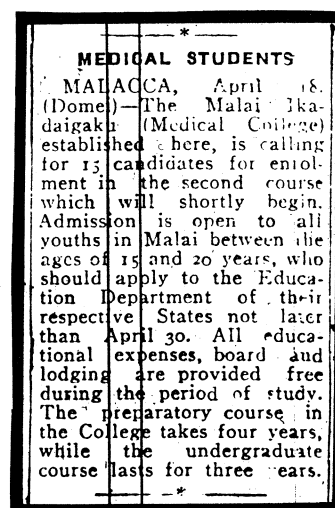 MEDICAL STUDENTS
MALACCA, April 18.
(Domei)—The Malai Ika-
daigaku (Medical College)
established here, is calling
for 15 candidates for enrol-
ment in the second course
which will shortly begin.
Admission is open to all
youths in Malai between the
ages of 15 and 20 years, who
should apply to the Educa-
tion Department of their
respective States not later
than April 30. All educa-
tional expenses, board and
lodging are provided free
during the period of study.
The preparatory course in
the College takes four years,
while the undergraduate
course lasts for three years.